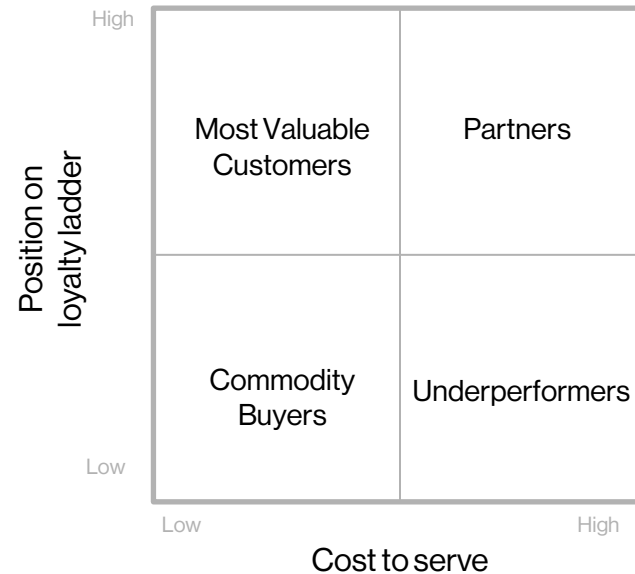 High
Most Valuable
Customers
Partners
Position on
loyalty ladder
Commodity
Buyers
Underperformers
Low
Low
High
Cost to serve